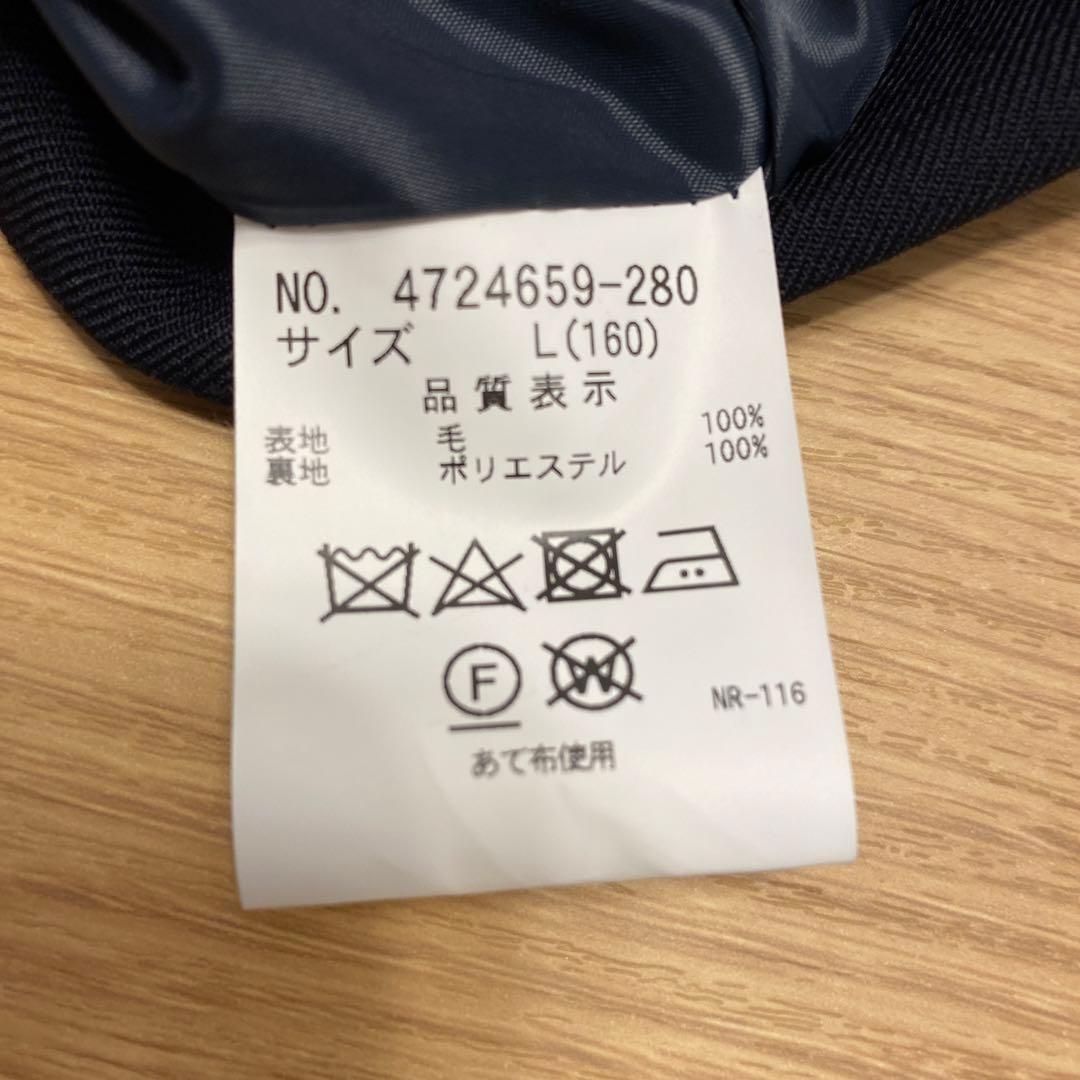 NO. 4724659-280
サイズ L(160)
品質表示
表地 毛 100%
裏地 ポリエステル 100%
F W
NR-116
あて布使用